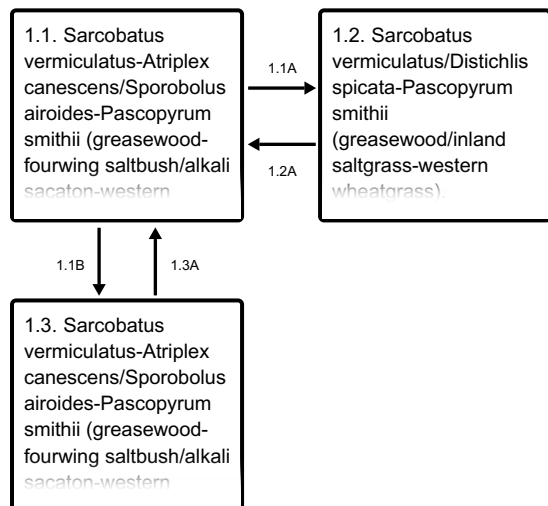 1.1. Sarcobatus
vermiculatus-Atriplex
canescens/Sporobolus
airoides-Pascopyrum
smithii (greasewood-
fourwing saltbush/alkali
sacaton-western
1.1A
1.2A
1.2. Sarcobatus
vermiculatus/Distichlis
spicata-Pascopyrum
smithii
(greasewood/inland
saltgrass-western
wheatgrass).
1.1B
1.3A
1.3. Sarcobatus
vermiculatus-Atriplex
canescens/Sporobolus
airoides-Pascopyrum
smithii (greasewood-
fourwing saltbush/alkali
sacaton-western